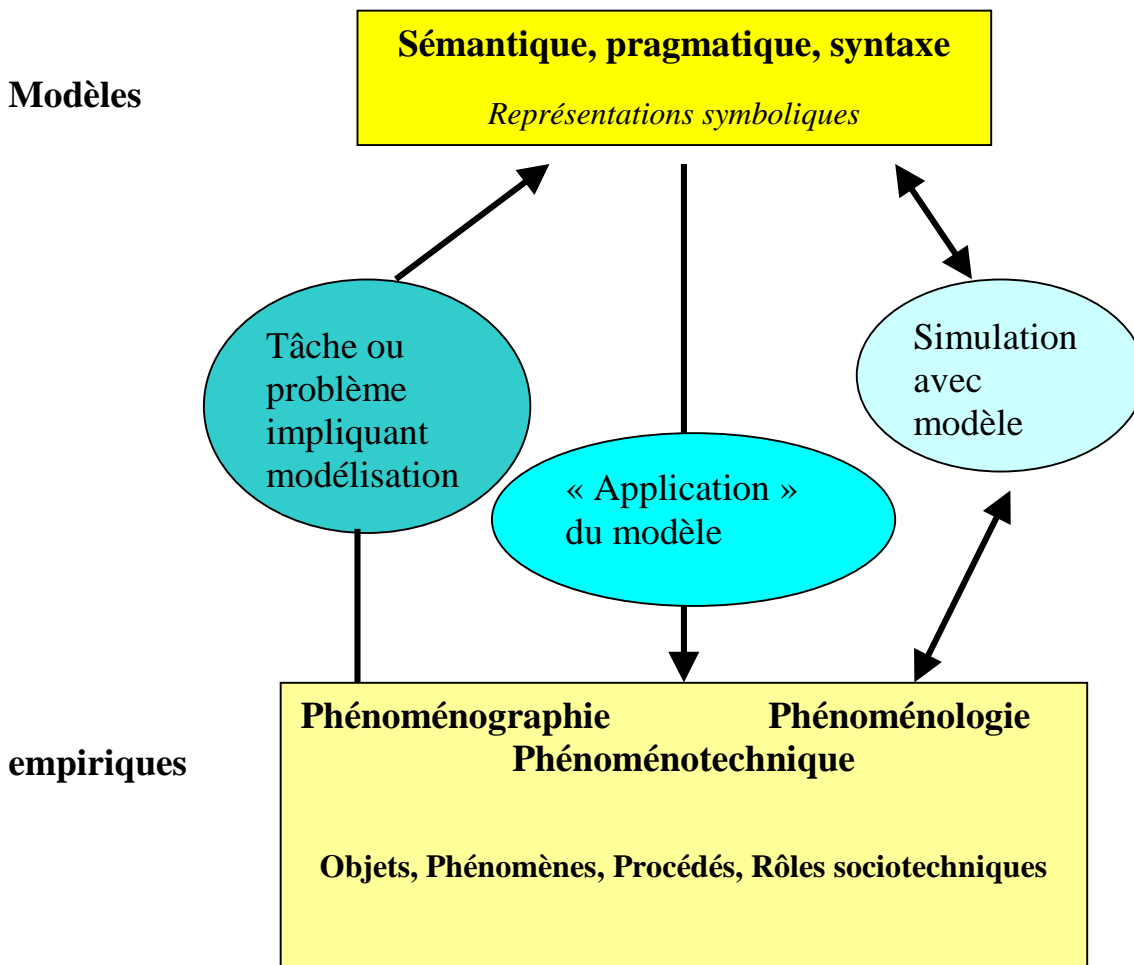 Sémantique, pragmatique, syntaxe
Modèles
Représentations symboliques
Tâche ou
problème
impliquant
modélisation
« Application »
du modèle
Simulation
avec
modèle
Phénoménographie
Phénoménologie
Phénoménotechnique
empiriques
Objets, Phénomènes, Procédés, Rôles sociotechniques